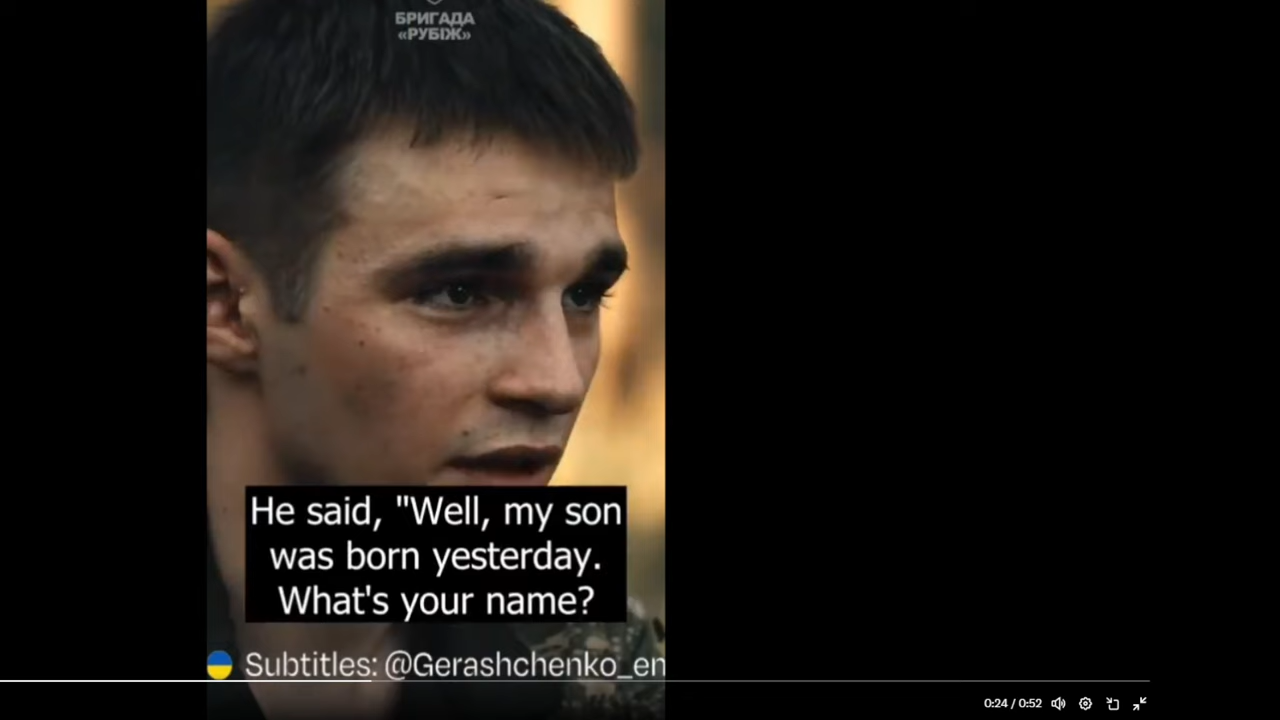 БРИГАДА
«РУБІЖ»
He said, "Well, my son
was born yesterday.
What's your name?
Subtitles: @Gerashchenko_en
0:24 / 0:52